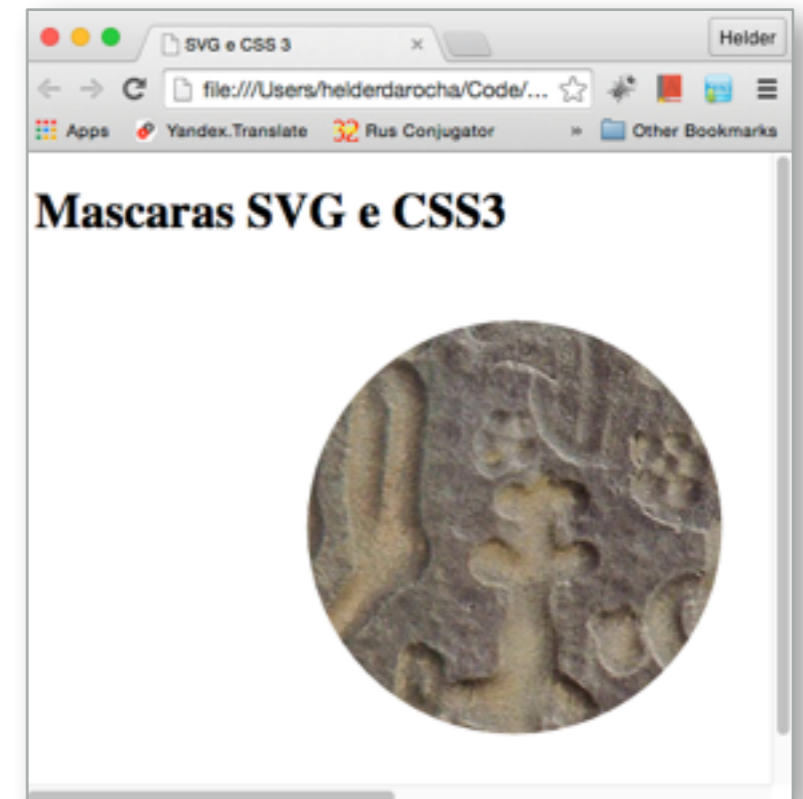 SVG e CSS 3
Helder
file:///Users/helderdarocha/Code/...
Apps Yandex.Translate 32 Rus Conjugator » Other Bookmarks
Mascaras SVG e CSS3